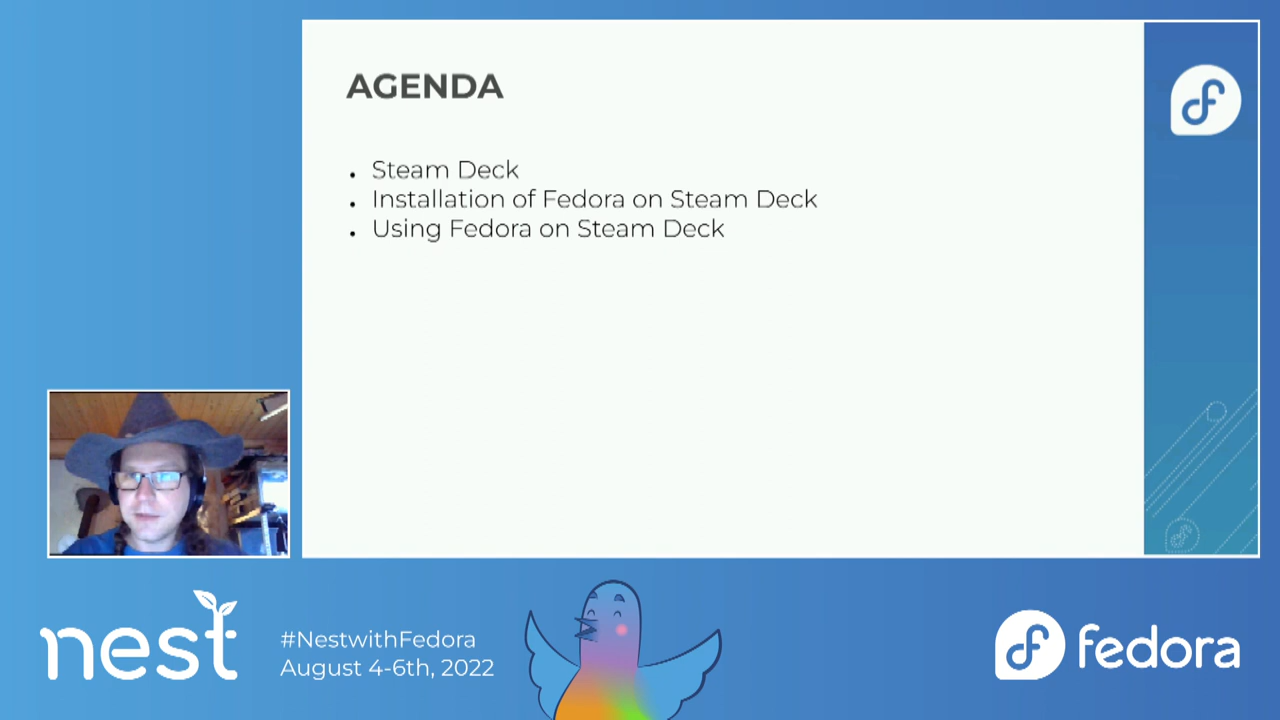 AGENDA
• Steam Deck
• Installation of Fedora on Steam Deck
• Using Fedora on Steam Deck
nest
#NestwithFedora
August 4-6th, 2022
fedora